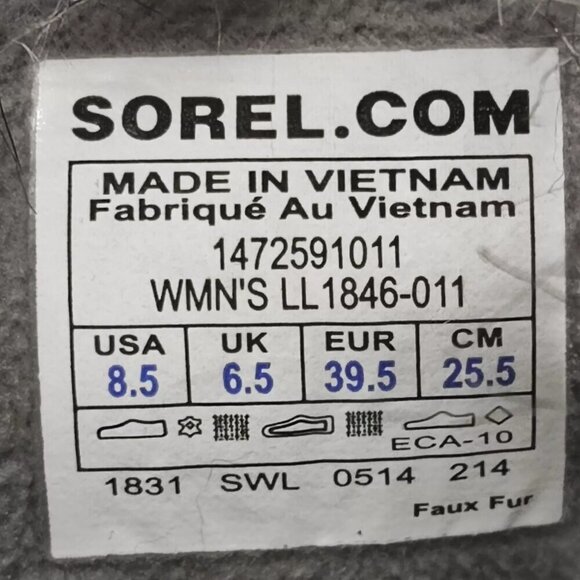 SOREL.COM
MADE IN VIETNAM
Fabriqué Au Vietnam
1472591011
WMN'S LL1846-011
USA UK EUR CM
8.5 6.5 39.5 25.5
ECA-10
1831 SWL 0514 214
Faux Fur